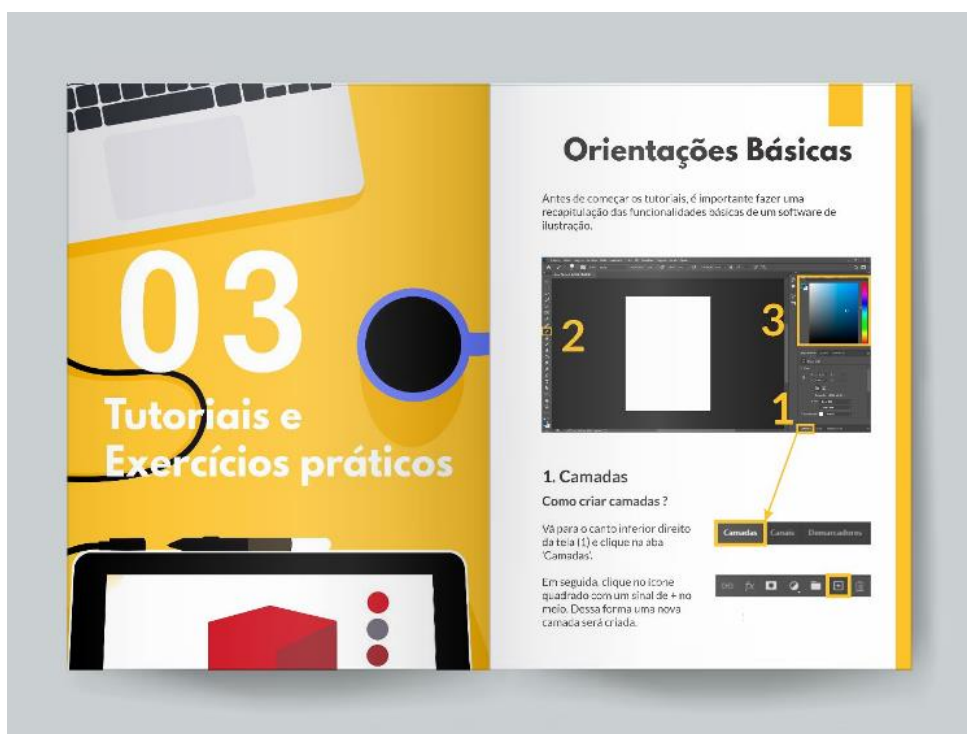 03
Tutoriais e
Exercícios práticos
Orientações Básicas
Antes de começar os tutoriais, é importante fazer uma
recapitulação das funcionalidades básicas de um software de
ilustração.
2
3
1
1. Camadas
Como criar camadas ?
Vá para o canto inferior direito
da tela (1) e clique na aba
'Camadas'.
Camadas Canais Demarcadores
Em seguida, clique no ícone
quadrado com um sinal de + no
meio. Dessa forma uma nova
camada será criada.
fx